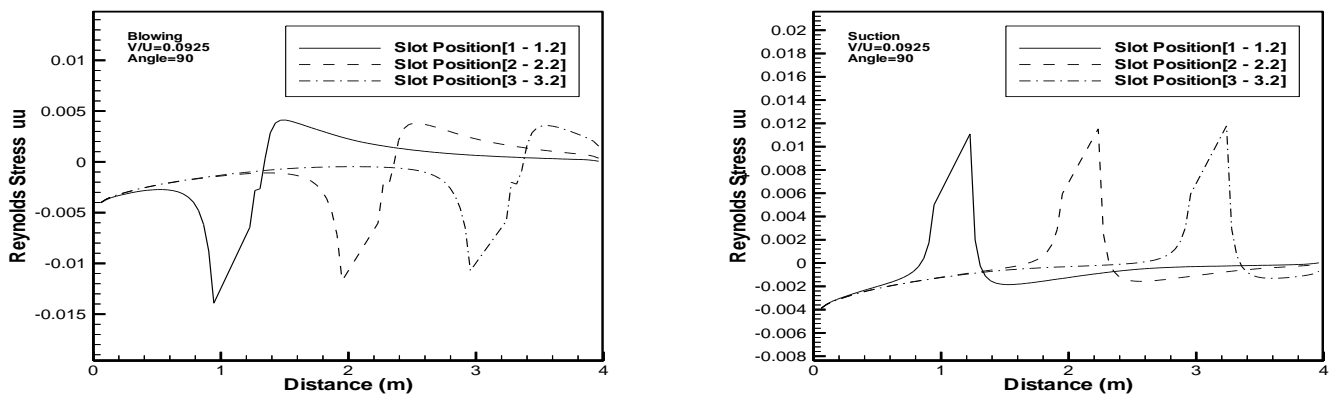 Blowing
V/U=0.0925
Angle=90
Slot Position[1 - 1.2]
Slot Position[2 - 2.2]
Slot Position[3 - 3.2]
Reynolds Stress uu
0.01
0.005
0
-0.005
-0.01
-0.015
0 1 2 3 4
Distance (m)
Suction
V/U=0.0925
Angle=90
Slot Position[1 - 1.2]
Slot Position[2 - 2.2]
Slot Position[3 - 3.2]
Reynolds Stress uu
0.02
0.018
0.016
0.014
0.012
0.01
0.008
0.006
0.004
0.002
0
-0.002
-0.004
-0.006
-0.008
0 1 2 3 4
Distance (m)